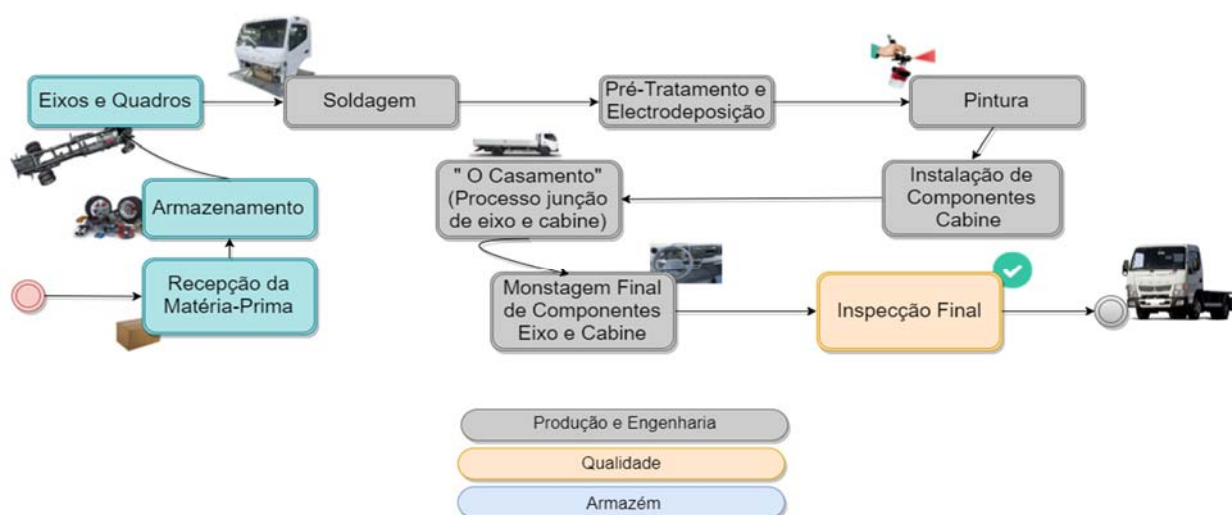 Eixos e Quadros
Soldagem
Pré-Tratamento e
Electrodeposição
Pintura
Armazenamento
" O Casamento"
(Processo junção
de eixo e cabine)
Instalação de
Componentes
Cabine
Recepção da
Matéria-Prima
Monstagem Final
de Componentes
Eixo e Cabine
Inspecção Final
Produção e Engenharia
Qualidade
Armazém